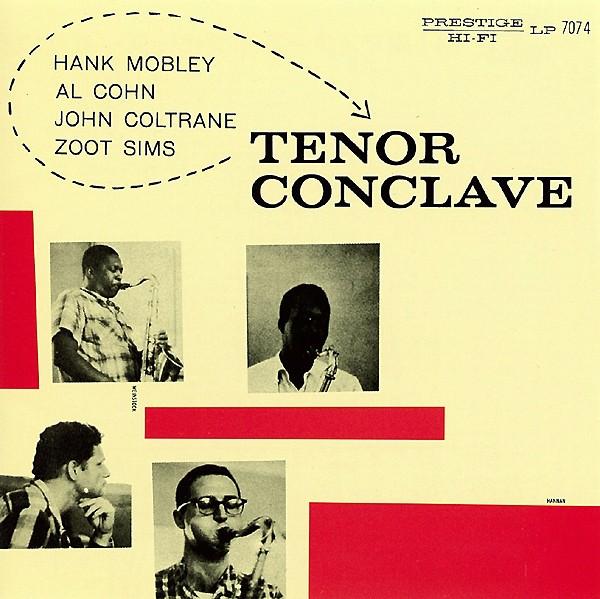 PRESTIGE LP 7074
HI-FI
HANK MOBLEY
AL COHN
JOHN COLTRANE
ZOOT SIMS
TENOR
CONCLAVE
WEINSTOCK
HANNAN